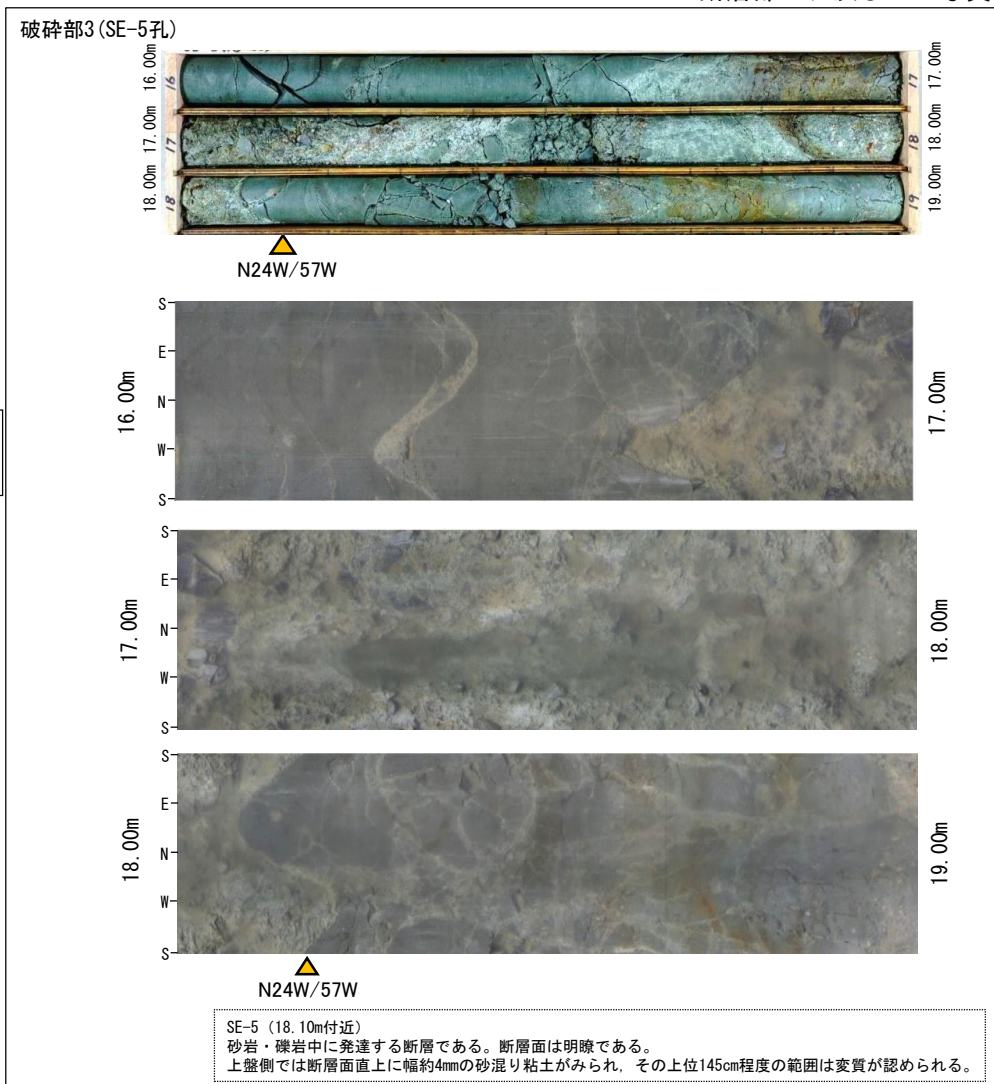 破砕部3(SE-5孔)
16.00m
17.00m
16
17
17.00m
18.00m
17
18
18.00m
19.00m
18
19
N24W/57W
S
E
N
W
S
16.00m
17.00m
S
E
N
W
S
17.00m
18.00m
S
E
N
W
S
18.00m
19.00m
N24W/57W
SE-5 (18.10m付近)
砂岩・礫岩中に発達する断層である。断層面は明瞭である。
上盤側では断層面直上に幅約4mmの砂混り粘土がみられ,その上位145cm程度の範囲は変質が認められる。